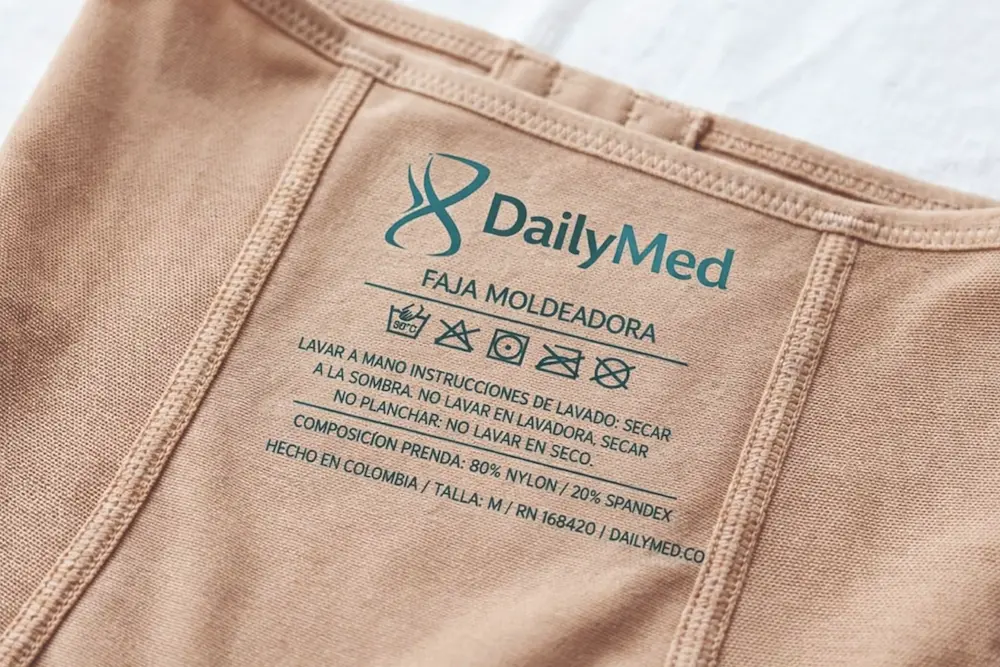 DailyMed
FAJA MOLDEADORA
30°C
LAVAR A MANO INSTRUCCIONES DE LAVADO: SECAR
A LA SOMBRA. NO LAVAR EN LAVADORA. SECAR
NO PLANCHAR: NO LAVAR EN SECO.
COMPOSICÍON PRENDA: 80% NYLON / 20% SPANDEX
HECHO EN COLOMBIA / TALLA: M / RN 168420 / DAILYMED.CO